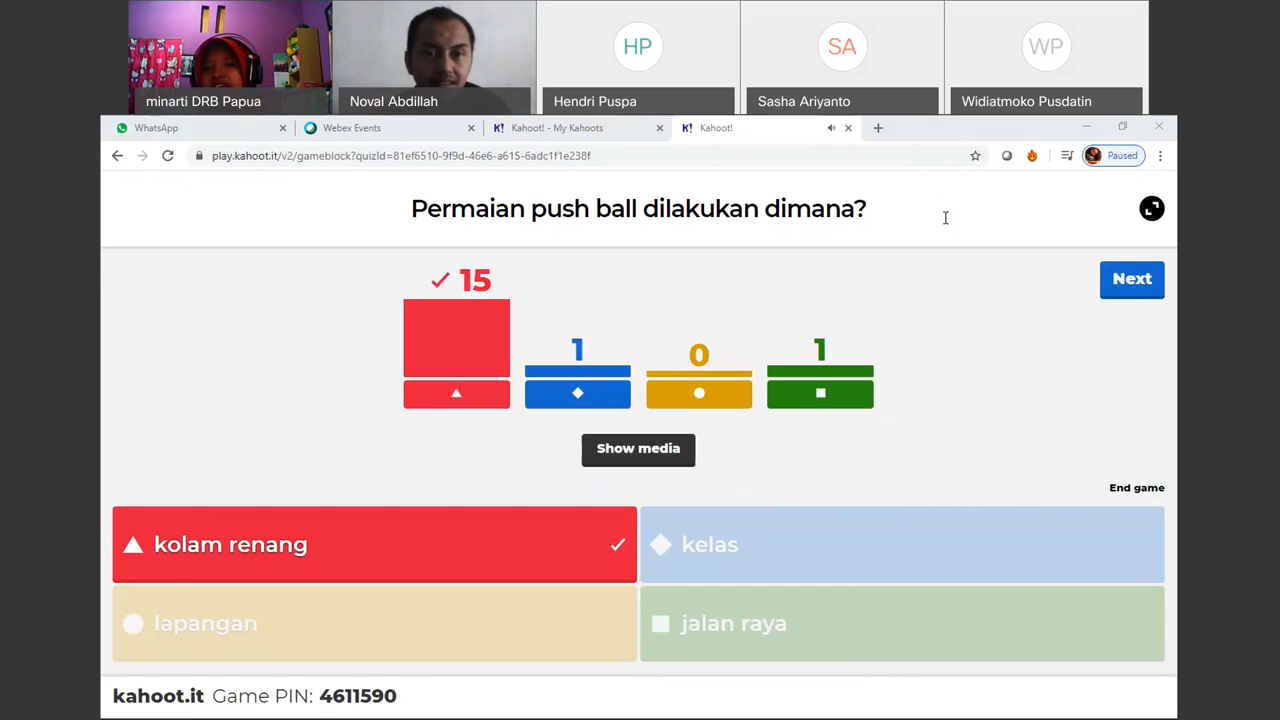 HP
SA
WP
minarti DRB Papua
Noval Abdillah
Hendri Puspa
Sasha Ariyanto
Widiatmoko Pusdatin
WhatsApp
Webex Events
K! Kahoot! - My Kahoots
K! Kahoot!
play.kahoot.it/v2/gameblock?quizId=81ef6510-9f9d-46e6-a615-6adc1f1e238f
Paused
Permaian push ball dilakukan dimana?
Next
15
1
0
1
Show media
End game
kolam renang
kelas
lapangan
jalan raya
kahoot.it Game PIN: 4611590